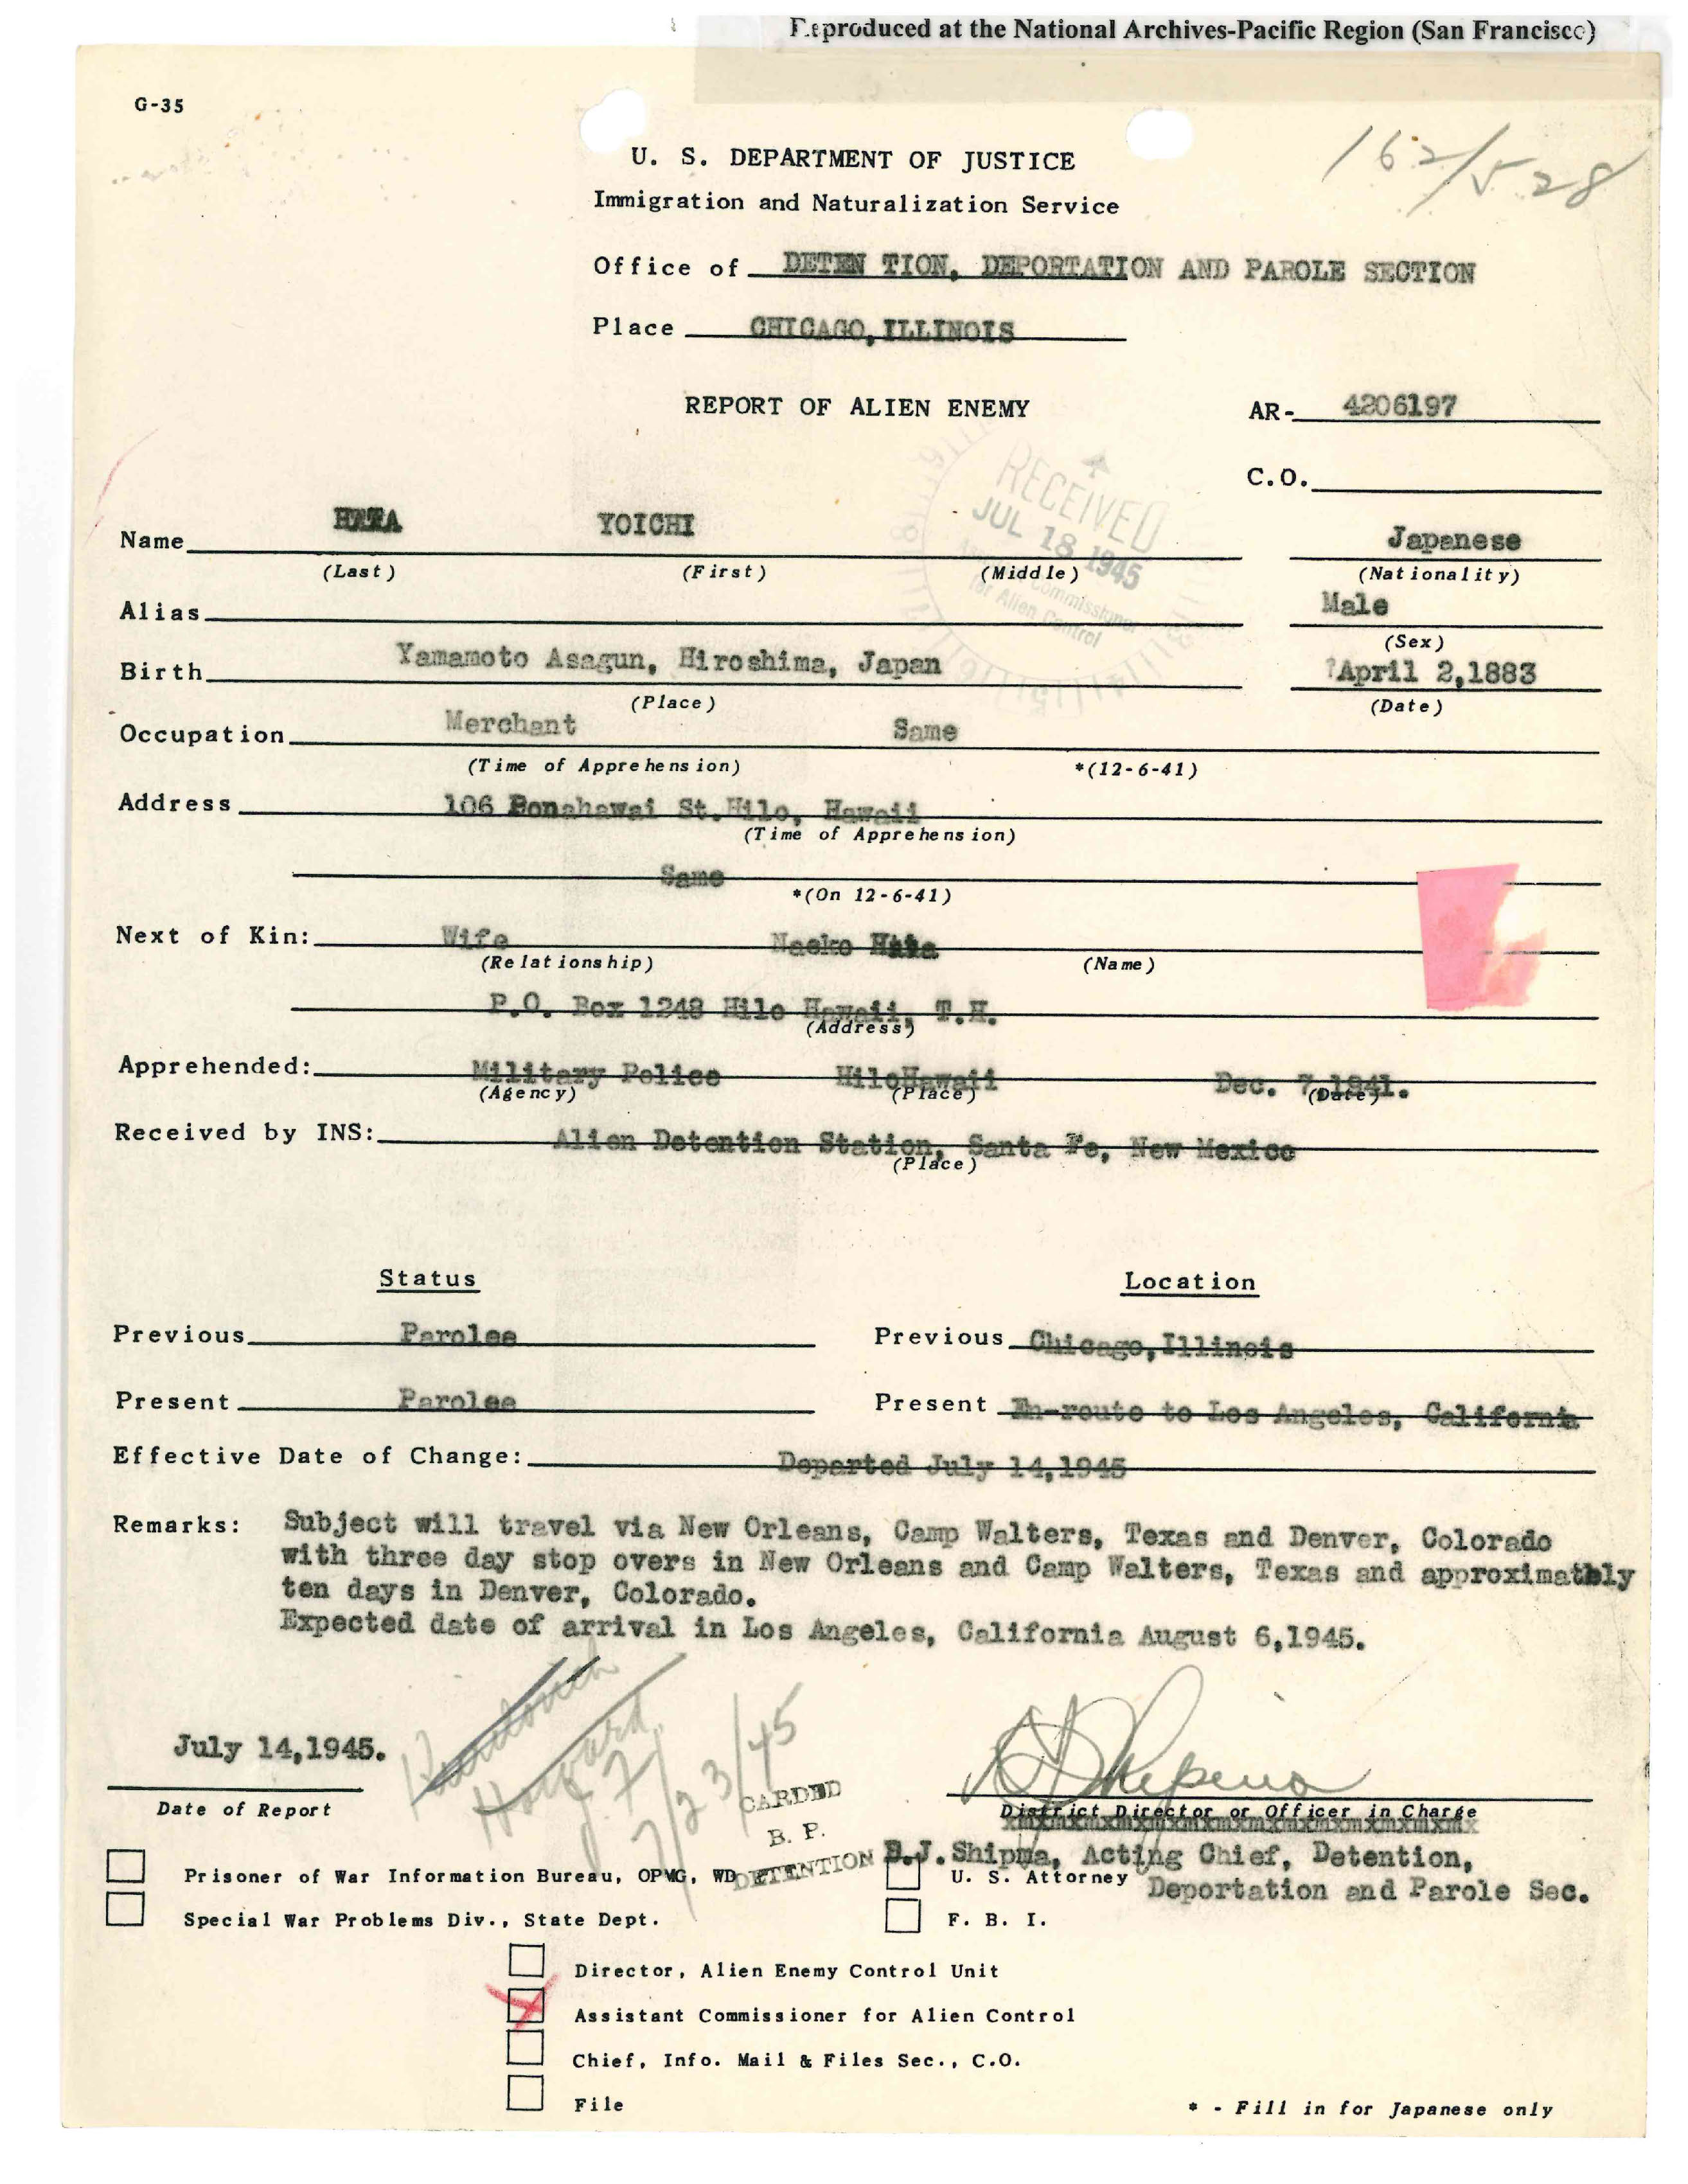 Reproduced at the National Archives-Pacific Region (San Francisco)
G-35
162/528
U. S. DEPARTMENT OF JUSTICE
Immigration and Naturalization Service
Office of DETEN TION, DEPORTATION AND PAROLE SECTION
Place CHICAGO, ILLINOIS
REPORT OF ALIEN ENEMY
AR- 4206197
C.O.
RECEIVED
JUL 18 1945
Commissioner
for Alien Control
Name YOICHI Japanese
(Last) (First) (Middle) (Nationality)
Alias Male
(Sex)
Birth Yamamoto Asagun, Hiroshima, Japan April 2,1883
(Place) (Date)
Occupation Merchant Same
(Time of Apprehension) *(12-6-41)
Address 106 Ponahawai St.Hilo, Hawaii
(Time of Apprehension)
Same
*(On 12-6-41)
Next of Kin: Wife Naeko Hata
(Relationship) (Name)
P.O. Box 1248 Hilo Hawaii, T.H.
(Address)
Apprehended: Military Police HiloHawaii Dec. 7,1941.
(Agency) (Place) (Date)
Received by INS: Alien Detention Station, Santa Fe, New Mexico
(Place)
Status Location
Previous Parolee Previous Chicago,Illinois
Present Parolee Present En-route to Los Angeles, California
Effective Date of Change: Departed July 14,1945
Remarks: Subject will travel via New Orleans, Camp Walters, Texas and Denver, Colorado
with three day stop overs in New Orleans and Camp Walters, Texas and approximately
ten days in Denver, Colorado.
Expected date of arrival in Los Angeles, California August 6,1945.
Howard
7/23/45
July 14,1945.
Date of Report
CARDED
B. P.
DETENTION
District Director or Officer in Charge
Shipma, Acting Chief, Detention,
Deportation and Parole Sec.
Prisoner of War Information Bureau, OPMG, WD U. S. Attorney
Special War Problems Div., State Dept. F. B. I.
Director, Alien Enemy Control Unit
Assistant Commissioner for Alien Control
Chief, Info. Mail & Files Sec., C.O.
File
* - Fill in for Japanese only